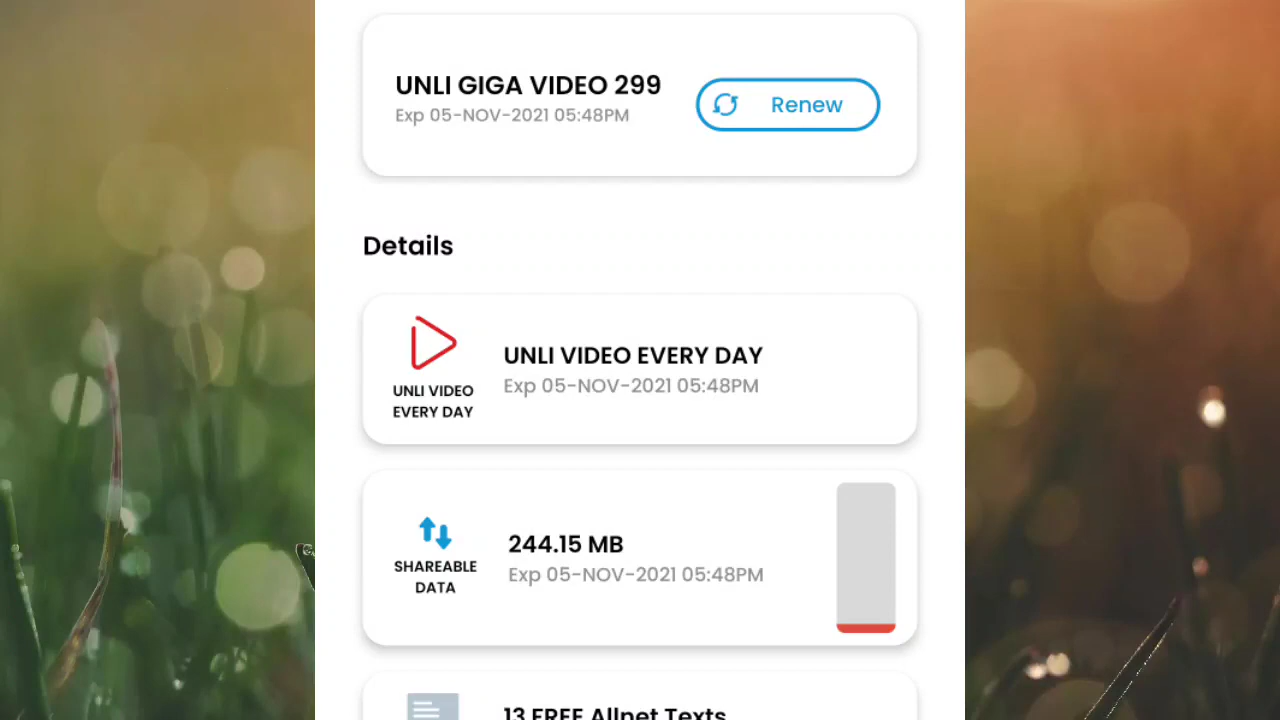 UNLI GIGA VIDEO 299
Exp 05-NOV-2021 05:48PM
Renew
Details
UNLI VIDEO
EVERY DAY
UNLI VIDEO EVERY DAY
Exp 05-NOV-2021 05:48PM
SHAREABLE
DATA
244.15 MB
Exp 05-NOV-2021 05:48PM
13 FREE Allnet Texts